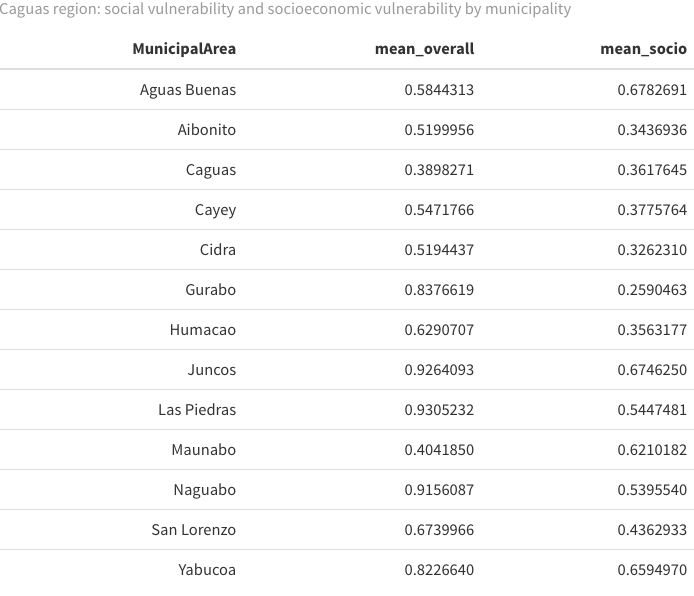 Caguas region: social vulnerability and socioeconomic vulnerability by municipality
MunicipalArea mean_overall mean_socio
Aguas Buenas 0.5844313 0.6782691
Aibonito 0.5199956 0.3436936
Caguas 0.3898271 0.3617645
Cayey 0.5471766 0.3775764
Cidra 0.5194437 0.3262310
Gurabo 0.8376619 0.2590463
Humacao 0.6290707 0.3563177
Juncos 0.9264093 0.6746250
Las Piedras 0.9305232 0.5447481
Maunabo 0.4041850 0.6210182
Naguabo 0.9156087 0.5395540
San Lorenzo 0.6739966 0.4362933
Yabucoa 0.8226640 0.6594970